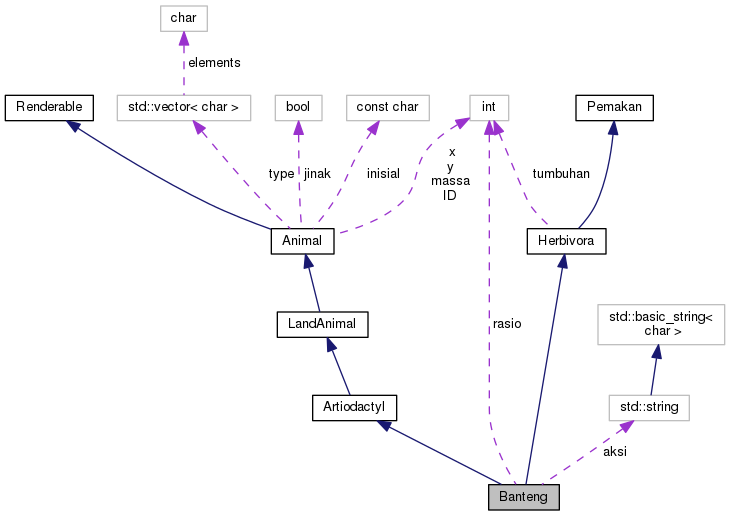 char
elements
Renderable
std::vector< char >
bool
const char
int
Pemakan
type
jinak
inisial
x
y
massa
ID
tumbuhan
Animal
Herbivora
LandAnimal
rasio
std::basic_string<
char >
Artiodactyl
std::string
aksi
Banteng